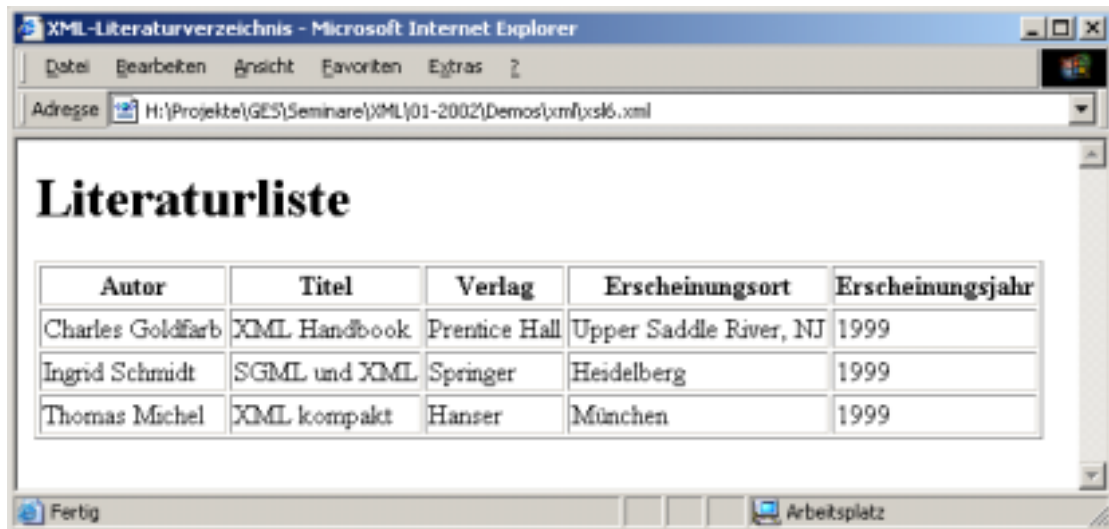 XML-Literaturverzeichnis - Microsoft Internet Explorer
Datei Bearbeiten Ansicht Favoriten Extras ?
Adresse H:\Projekte\GES\Seminare\XML\01-2002\Demos\xml\xsl6.xml
Literaturliste
Autor Titel Verlag Erscheinungsort Erscheinungsjahr
Charles Goldfarb XML Handbook Prentice Hall Upper Saddle River, NJ 1999
Ingrid Schmidt SGML und XML Springer Heidelberg 1999
Thomas Michel XML kompakt Hanser München 1999
Fertig Arbeitsplatz